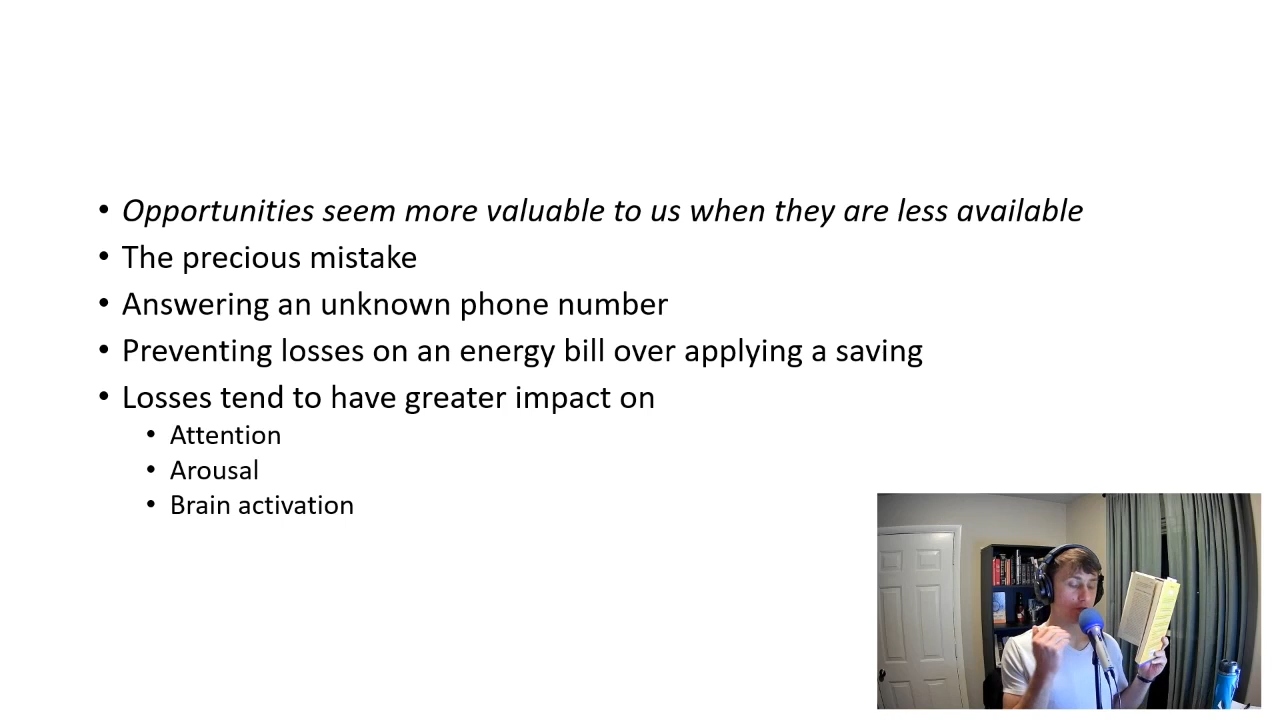 • Opportunities seem more valuable to us when they are less available
• The precious mistake
• Answering an unknown phone number
• Preventing losses on an energy bill over applying a saving
• Losses tend to have greater impact on
• Attention
• Arousal
• Brain activation